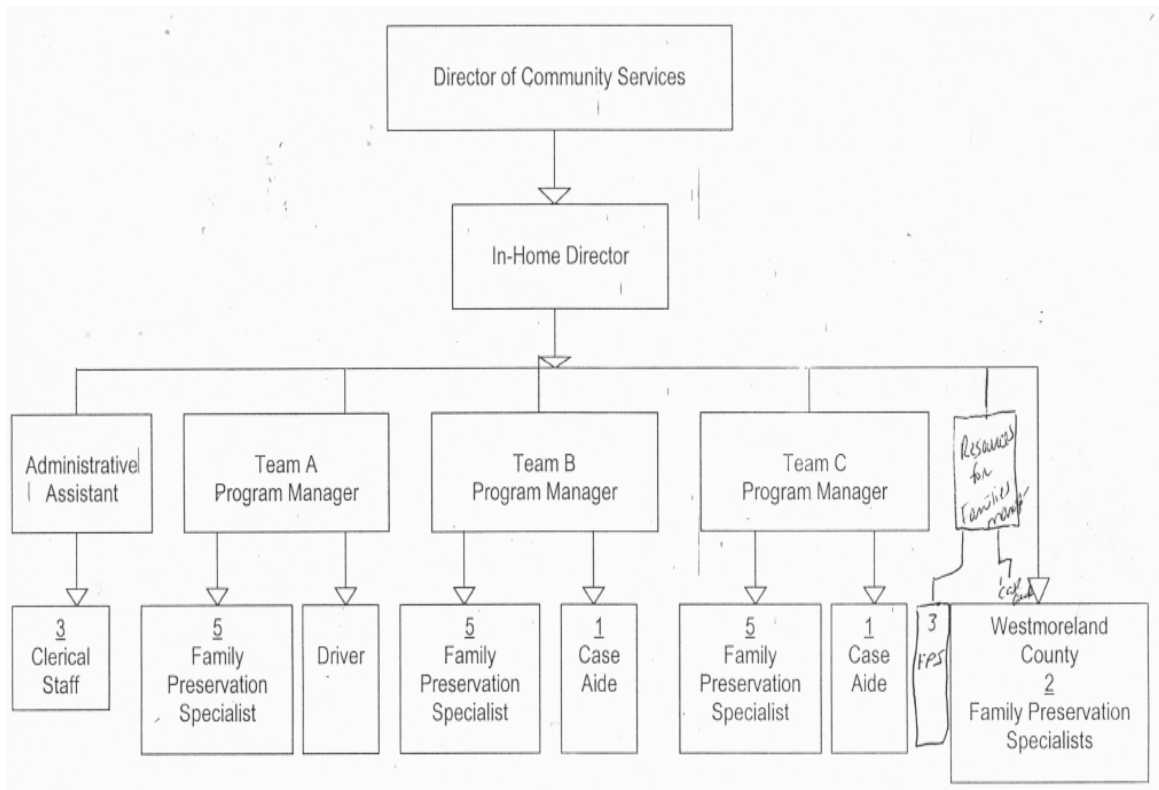 Director of Community Services
In-Home Director
Administrative
Assistant
Team A
Program Manager
Team B
Program Manager
Team C
Program Manager
Resources
for
Families
3
Clerical
Staff
5
Family
Preservation
Specialist
Driver
5
Family
Preservation
Specialist
1
Case
Aide
5
Family
Preservation
Specialist
1
Case
Aide
3
FPS
Westmoreland
County
2
Family Preservation
Specialists